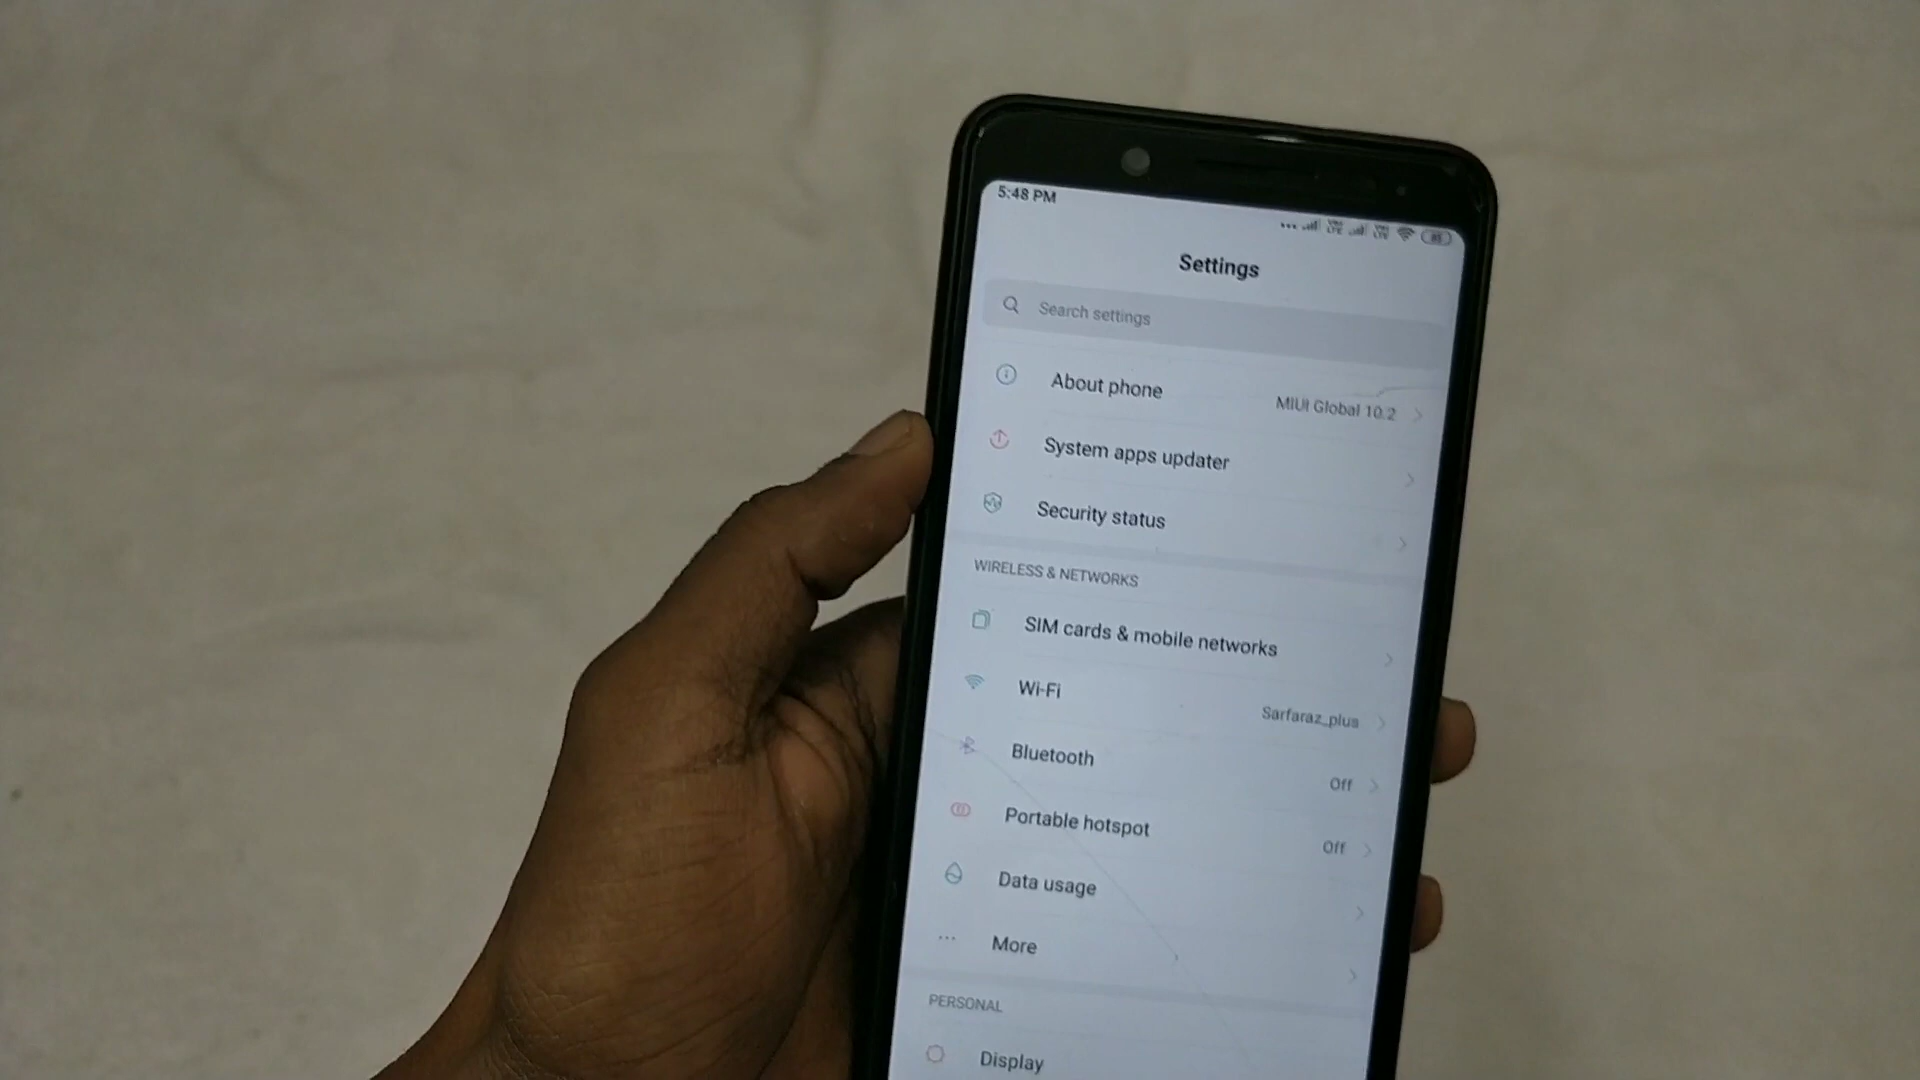 5:48 PM
Settings
Search settings
About phone
MIUI Global 10.2
System apps updater
Security status
WIRELESS & NETWORKS
SIM cards & mobile networks
Wi-Fi
Sarfaraz_plus
Bluetooth
Off
Portable hotspot
Off
Data usage
More
PERSONAL
Display